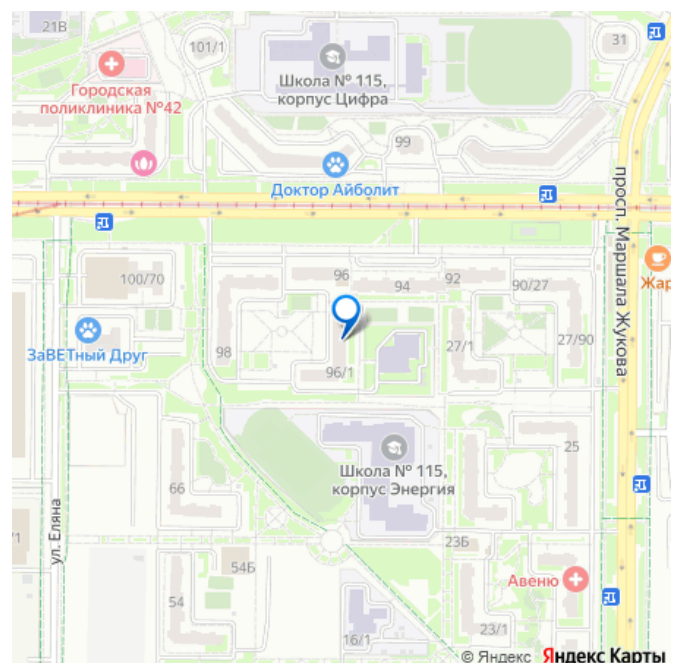 21В
101/1
31
Школа № 115,
корпус Цифра
Городская
поликлиника №42
99
Доктор Айболит
просп. Маршала Жукова
100/70
96
94
92
90/27
Жар
ЗаВЕТный Друг
98
96/1
27/1
27/90
25
Школа № 115,
корпус Энергия
66
ул. Еляна
/1
54Б
23Б
54
Авеню
16/1
23/1
© Яндекс Яндекс Карты